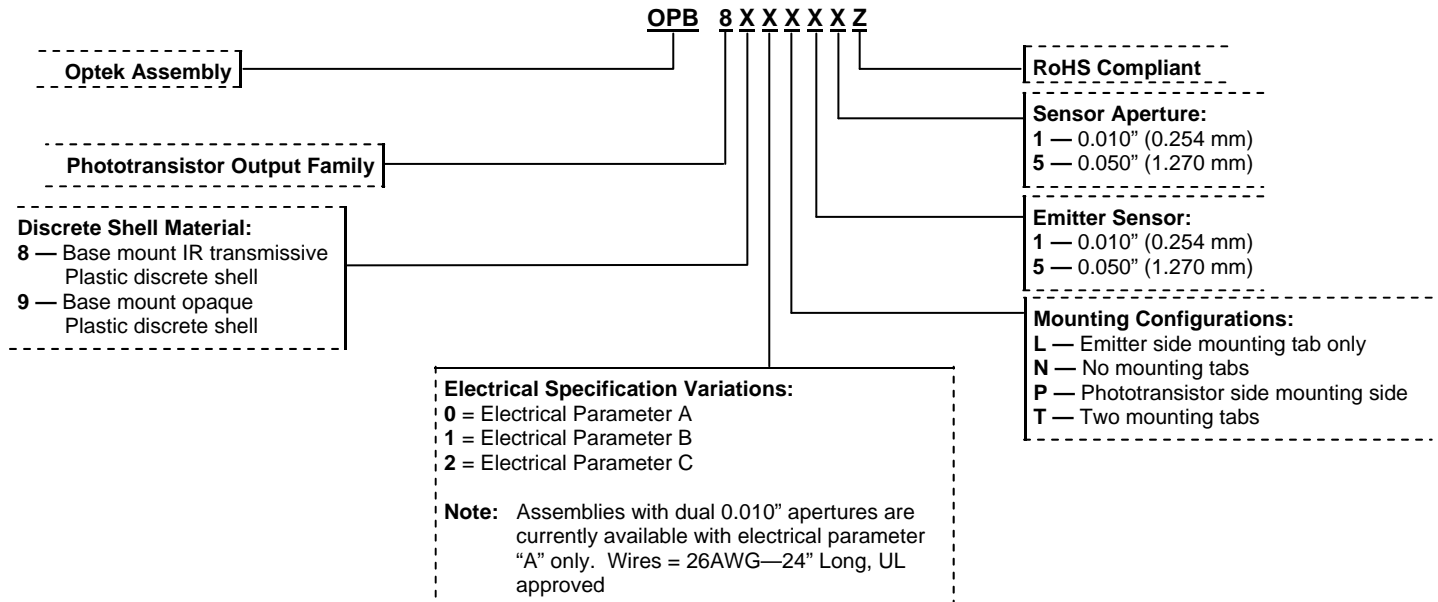 OPB 8 X X X X X Z
Optek Assembly
Phototransistor Output Family
Discrete Shell Material:
8 — Base mount IR transmissive
Plastic discrete shell
9 — Base mount opaque
Plastic discrete shell
Electrical Specification Variations:
0 = Electrical Parameter A
1 = Electrical Parameter B
2 = Electrical Parameter C
Note: Assemblies with dual 0.010” apertures are
currently available with electrical parameter
“A” only. Wires = 26AWG—24” Long, UL
approved
RoHS Compliant
Sensor Aperture:
1 — 0.010” (0.254 mm)
5 — 0.050” (1.270 mm)
Emitter Sensor:
1 — 0.010” (0.254 mm)
5 — 0.050” (1.270 mm)
Mounting Configurations:
L — Emitter side mounting tab only
N — No mounting tabs
P — Phototransistor side mounting side
T — Two mounting tabs